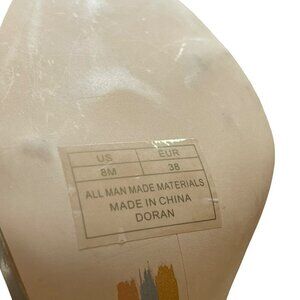 US EUR
8M 38
ALL MAN MADE MATERIALS
MADE IN CHINA
DORAN